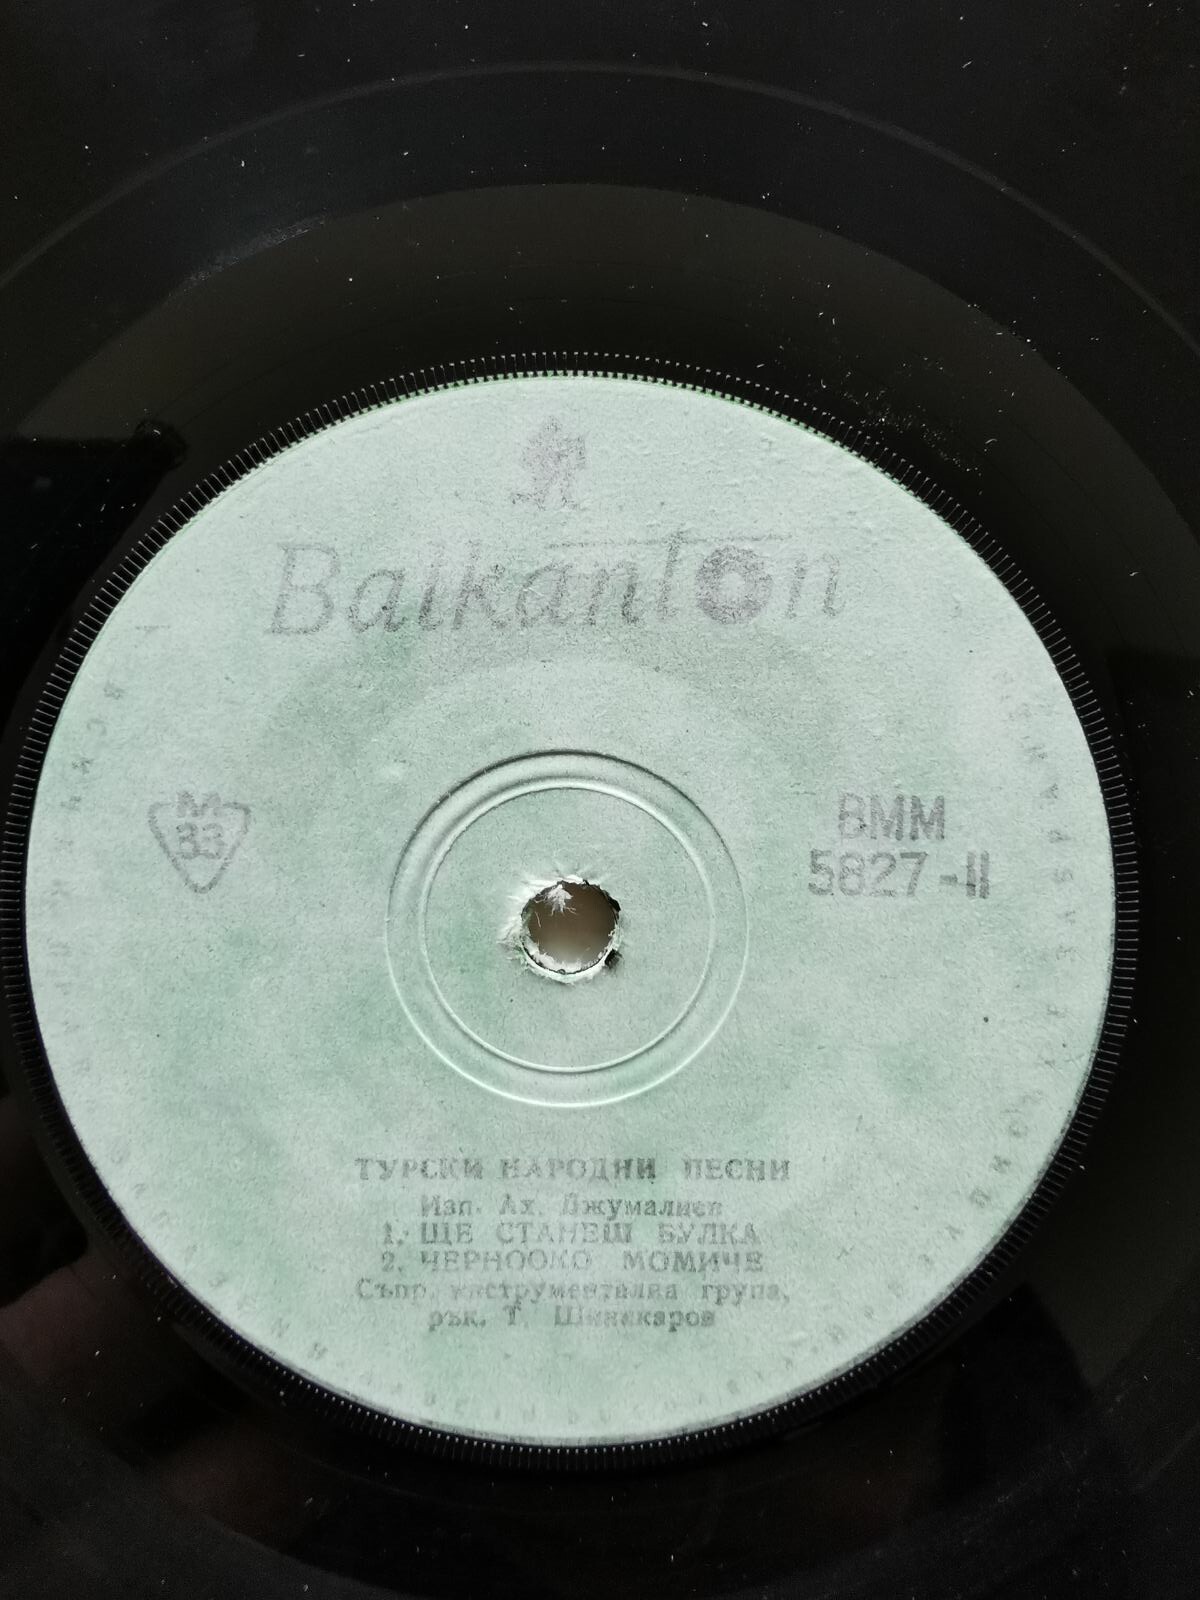 Balkanton
M
33
ВММ
5827-II
ТУРСКИ НАРОДНИ ПЕСНИ
Изп. Ах. Джумалиев
1. ЩЕ СТАНЕШ БУЛКА
2. ЧЕРНООКО МОМИЧЕ
Съпр. инструментална група,
рък. Т. Шиникаров